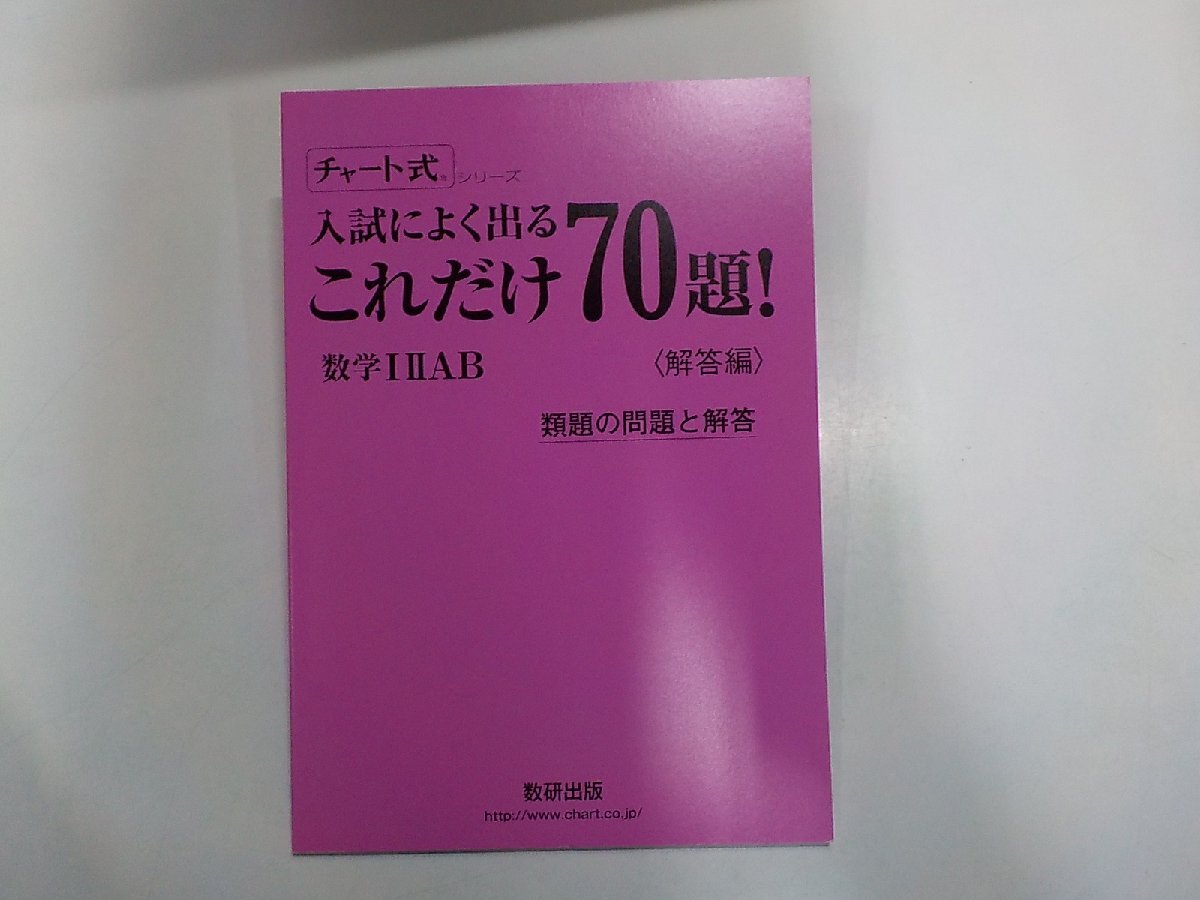 チャート式®シリーズ
入試によく出る
これだけ70題!
数学ⅠⅡAB 〈解答編〉
類題の問題と解答
数研出版
http://www.chart.co.jp/